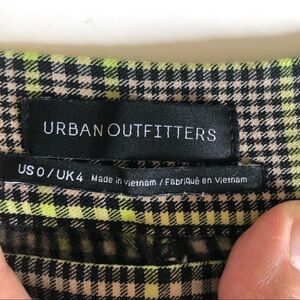 URBAN OUTFITTERS
US 0 / UK 4 Made in Vietnam / Fabriqué en Vietnam